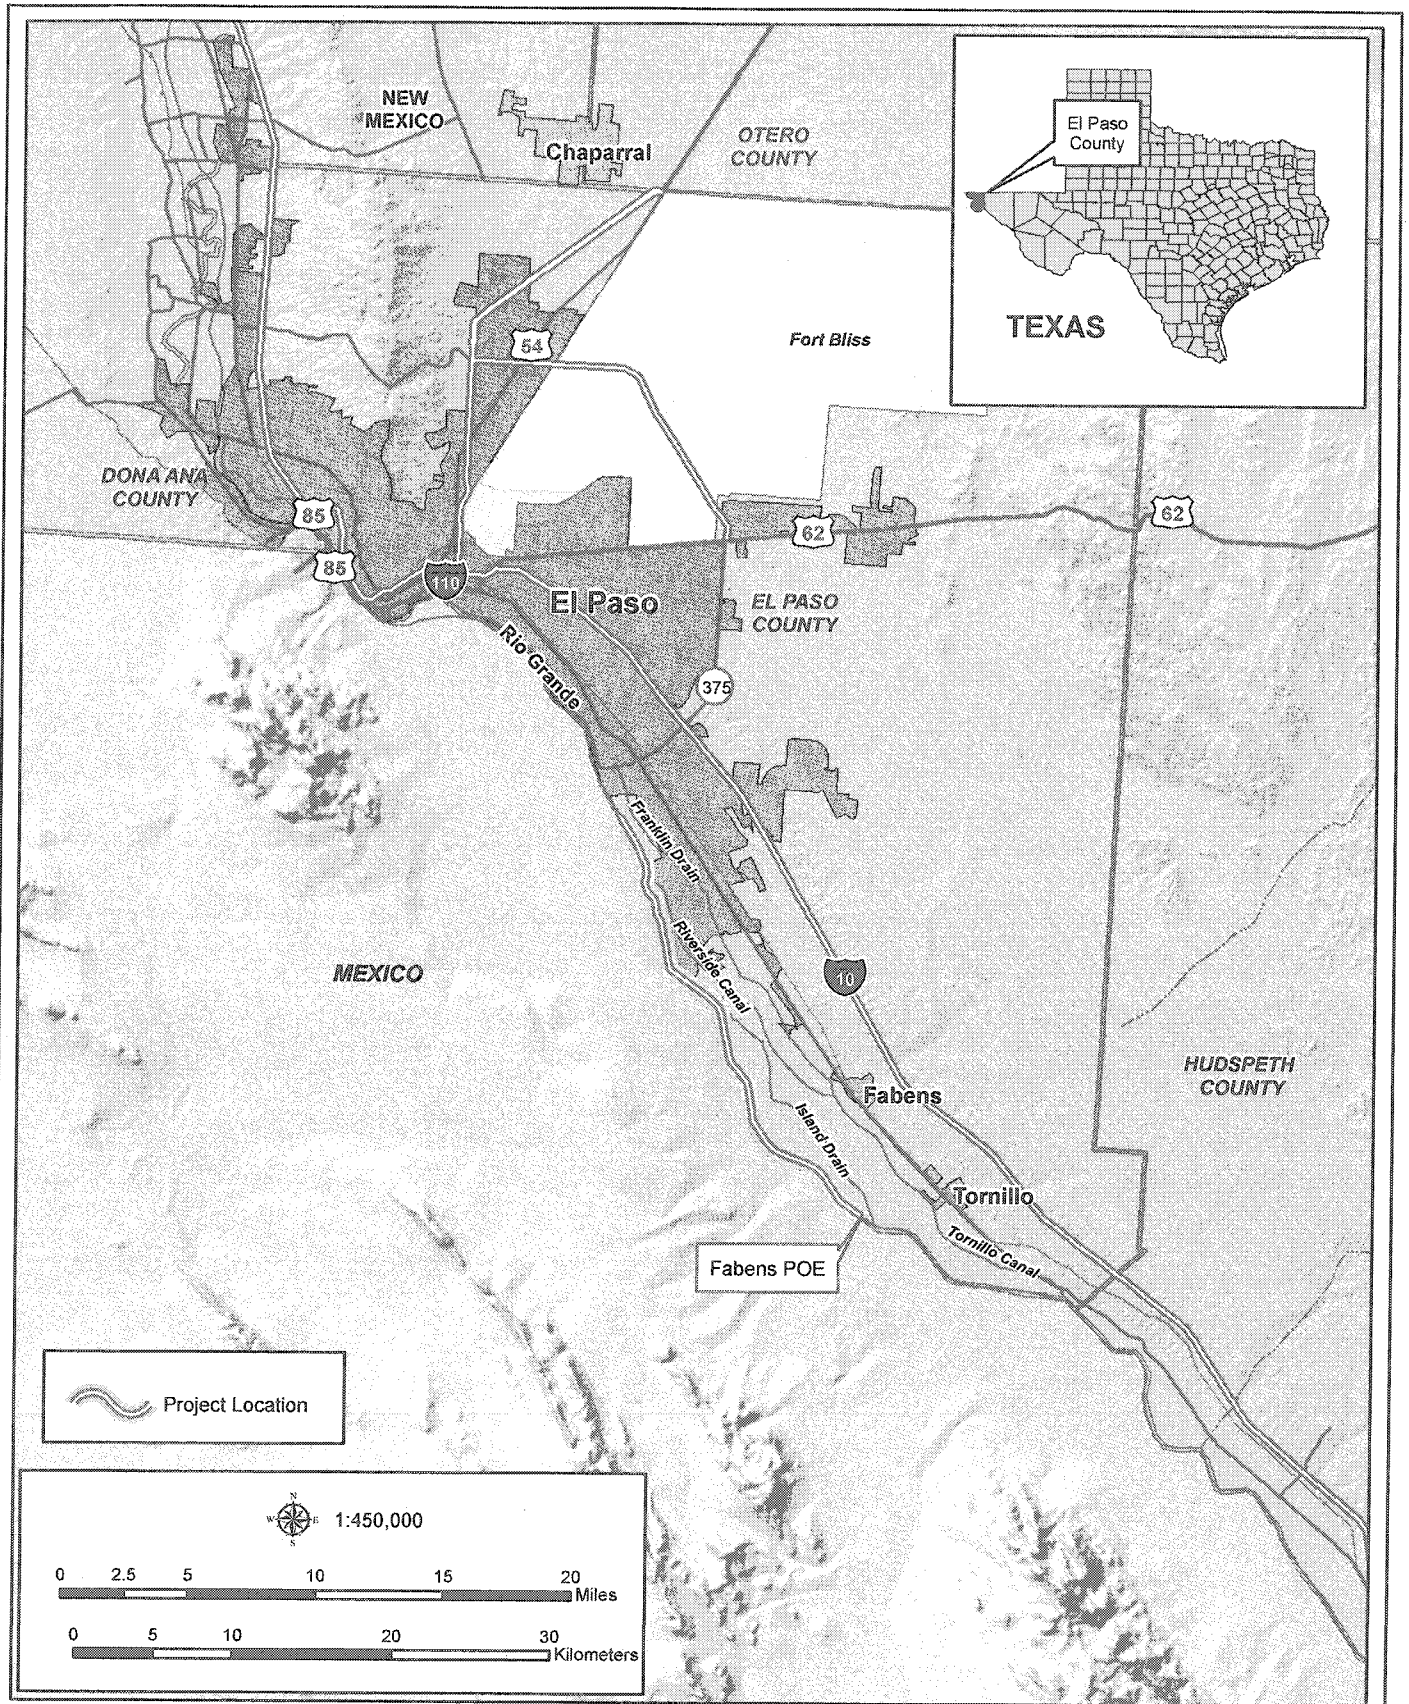 NEW
MEXICO
Chaparral
OTERO
COUNTY
El Paso
County
TEXAS
54
Fort Bliss
DONA ANA
COUNTY
85
85
110
62
62
El Paso
EL PASO
COUNTY
Rio Grande
375
Franklin Drain
Riverside Canal
MEXICO
10
HUDSPETH
COUNTY
Fabens
Island Drain
Tornillo
Tornillo Canal
Fabens POE
Project Location
N
W E
S
1:450,000
0 2.5 5 10 15 20
Miles
0 5 10 20 30
Kilometers